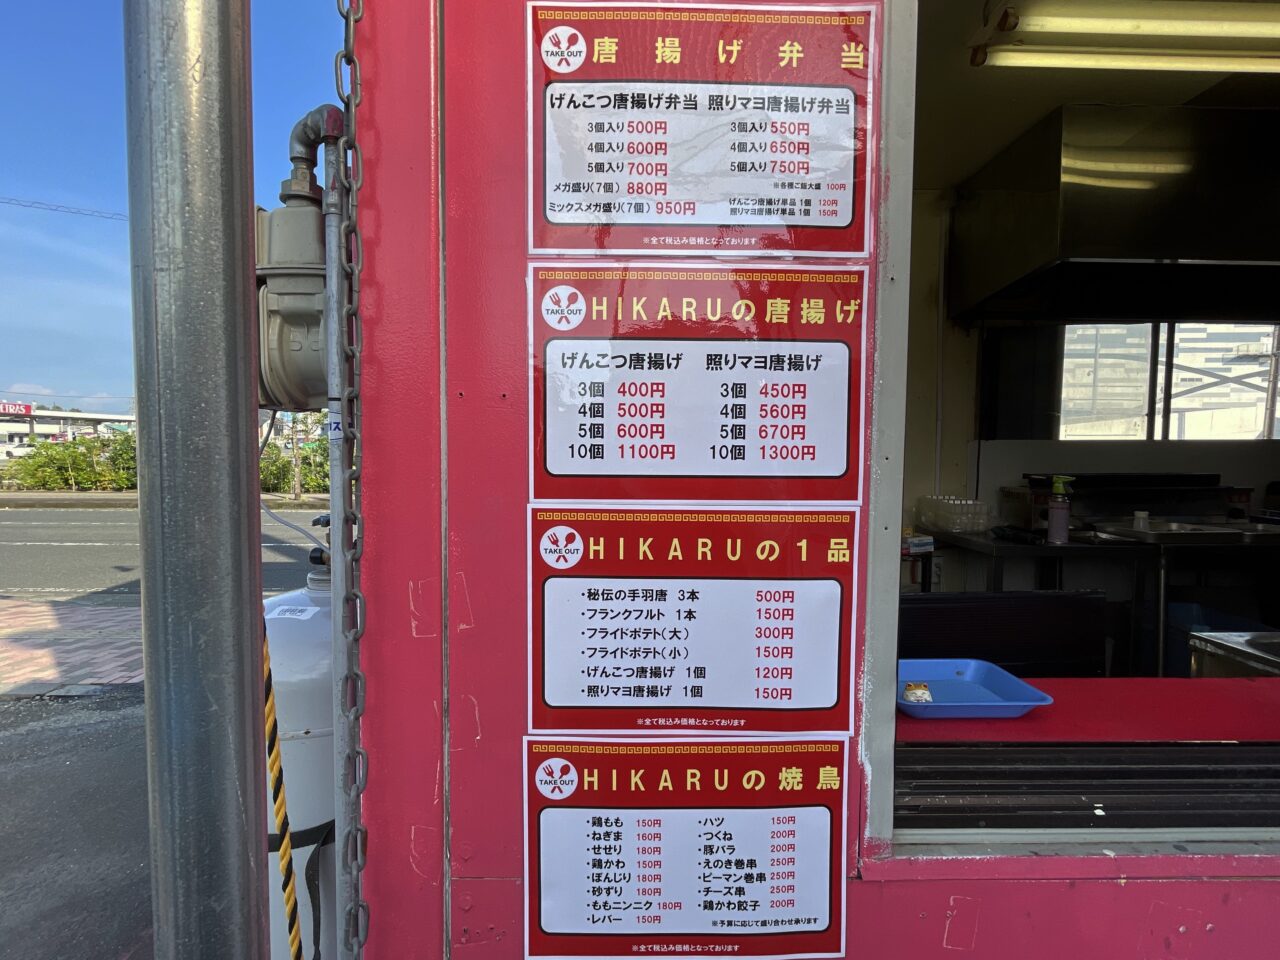 TAKE OUT
唐揚げ弁当
げんこつ唐揚げ弁当 照りマヨ唐揚げ弁当
3個入り 500円 3個入り 550円
4個入り 600円 4個入り 650円
5個入り 700円 5個入り 750円
メガ盛り(7個) 880円 ※各種ご飯大盛 100円
ミックスメガ盛り(7個) 950円
げんこつ唐揚げ単品 1個 120円
照りマヨ唐揚げ単品 1個 150円
※全て税込み価格となっております
TAKE OUT
HIKARUの唐揚げ
げんこつ唐揚げ 照りマヨ唐揚げ
3個 400円 3個 450円
4個 500円 4個 560円
5個 600円 5個 670円
10個 1100円 10個 1300円
TAKE OUT
HIKARUの1品
・秘伝の手羽唐 3本 500円
・フランクフルト 1本 150円
・フライドポテト(大) 300円
・フライドポテト(小) 150円
・げんこつ唐揚げ 1個 120円
・照りマヨ唐揚げ 1個 150円
※全て税込み価格となっております
TAKE OUT
HIKARUの焼鳥
・鶏もも 150円 ・ハツ 150円
・ねぎま 160円 ・つくね 200円
・せせり 180円 ・豚バラ 200円
・鶏かわ 150円 ・えのき巻串 250円
・ぼんじり 180円 ・ピーマン巻串 250円
・砂ずり 180円 ・チーズ串 250円
・ももニンニク 180円 ・鶏かわ餃子 200円
・レバー 150円 ※予算に応じて盛り合わせ承ります
※全て税込み価格となっております